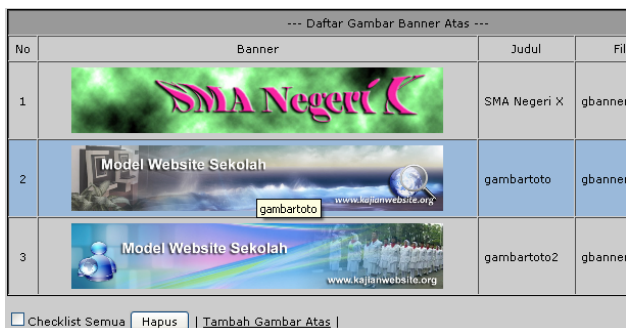 --- Daftar Gambar Banner Atas ---
No Banner Judul Fil
1 SMA Negeri X SMA Negeri X gbanner
2 Model Website Sekolah www.kajianwebsite.org gambartoto gbanner
gambartoto
3 Model Website Sekolah www.kajianwebsite.org gambartoto2 gbanner
Checklist Semua Hapus | Tambah Gambar Atas |